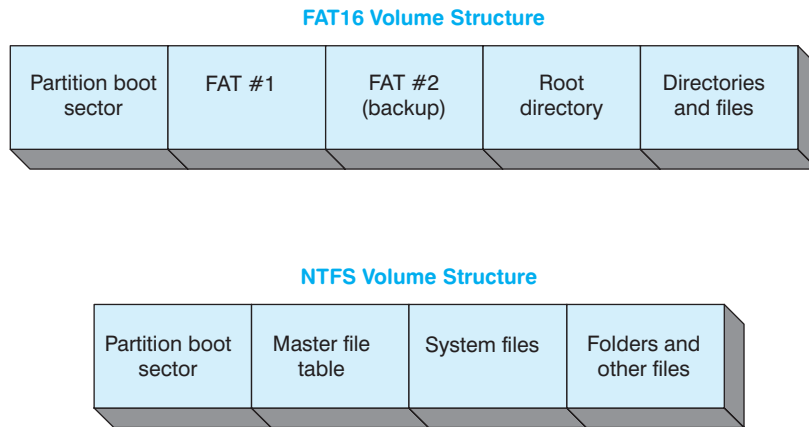 FAT16 Volume Structure
Partition boot
sector
FAT #1
FAT #2
(backup)
Root
directory
Directories
and files
NTFS Volume Structure
Partition boot
sector
Master file
table
System files
Folders and
other files